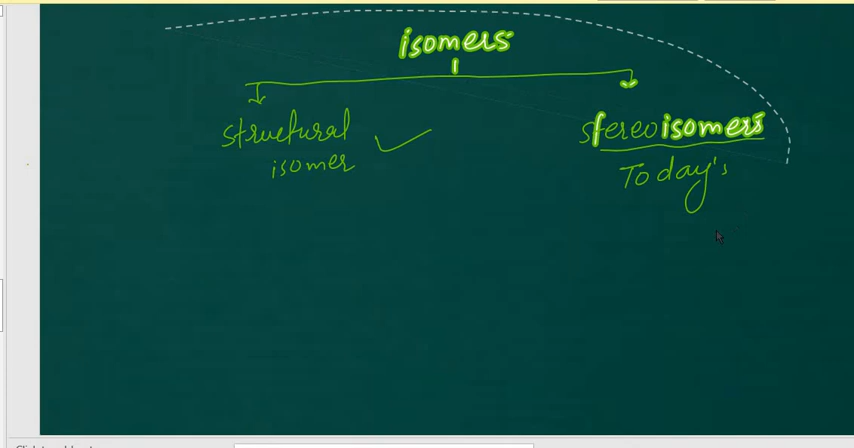 isomers
structural
isomer
stereoisomers
Today's